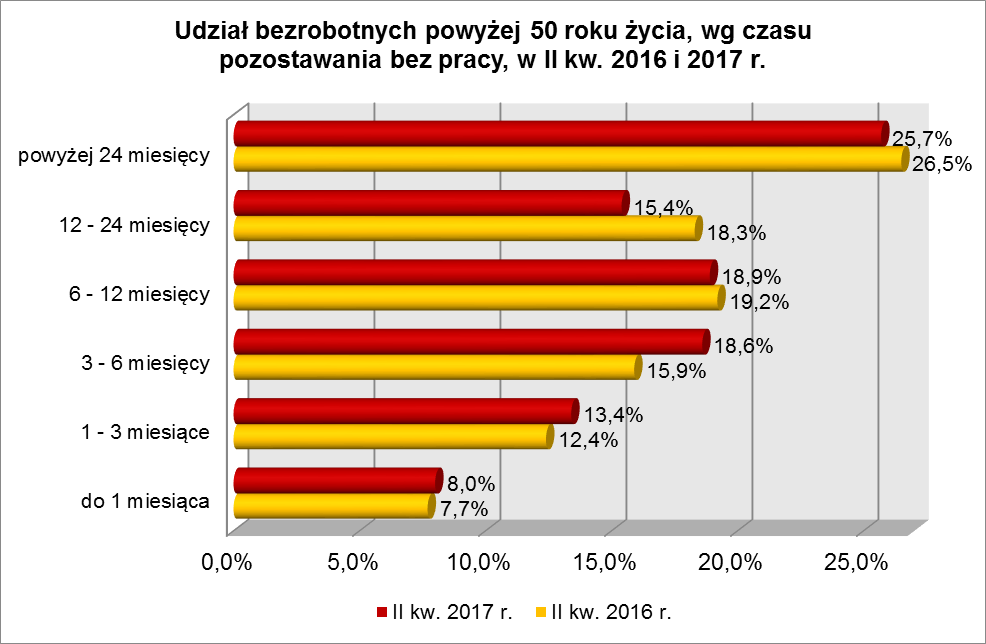 Udział bezrobotnych powyżej 50 roku życia, wg czasu
pozostawania bez pracy, w II kw. 2016 i 2017 r.
powyżej 24 miesięcy
25,7%
26,5%
12 - 24 miesięcy
15,4%
18,3%
6 - 12 miesięcy
18,9%
19,2%
3 - 6 miesięcy
18,6%
15,9%
1 - 3 miesiące
13,4%
12,4%
do 1 miesiąca
8,0%
7,7%
0,0% 5,0% 10,0% 15,0% 20,0% 25,0%
II kw. 2017 r. II kw. 2016 r.